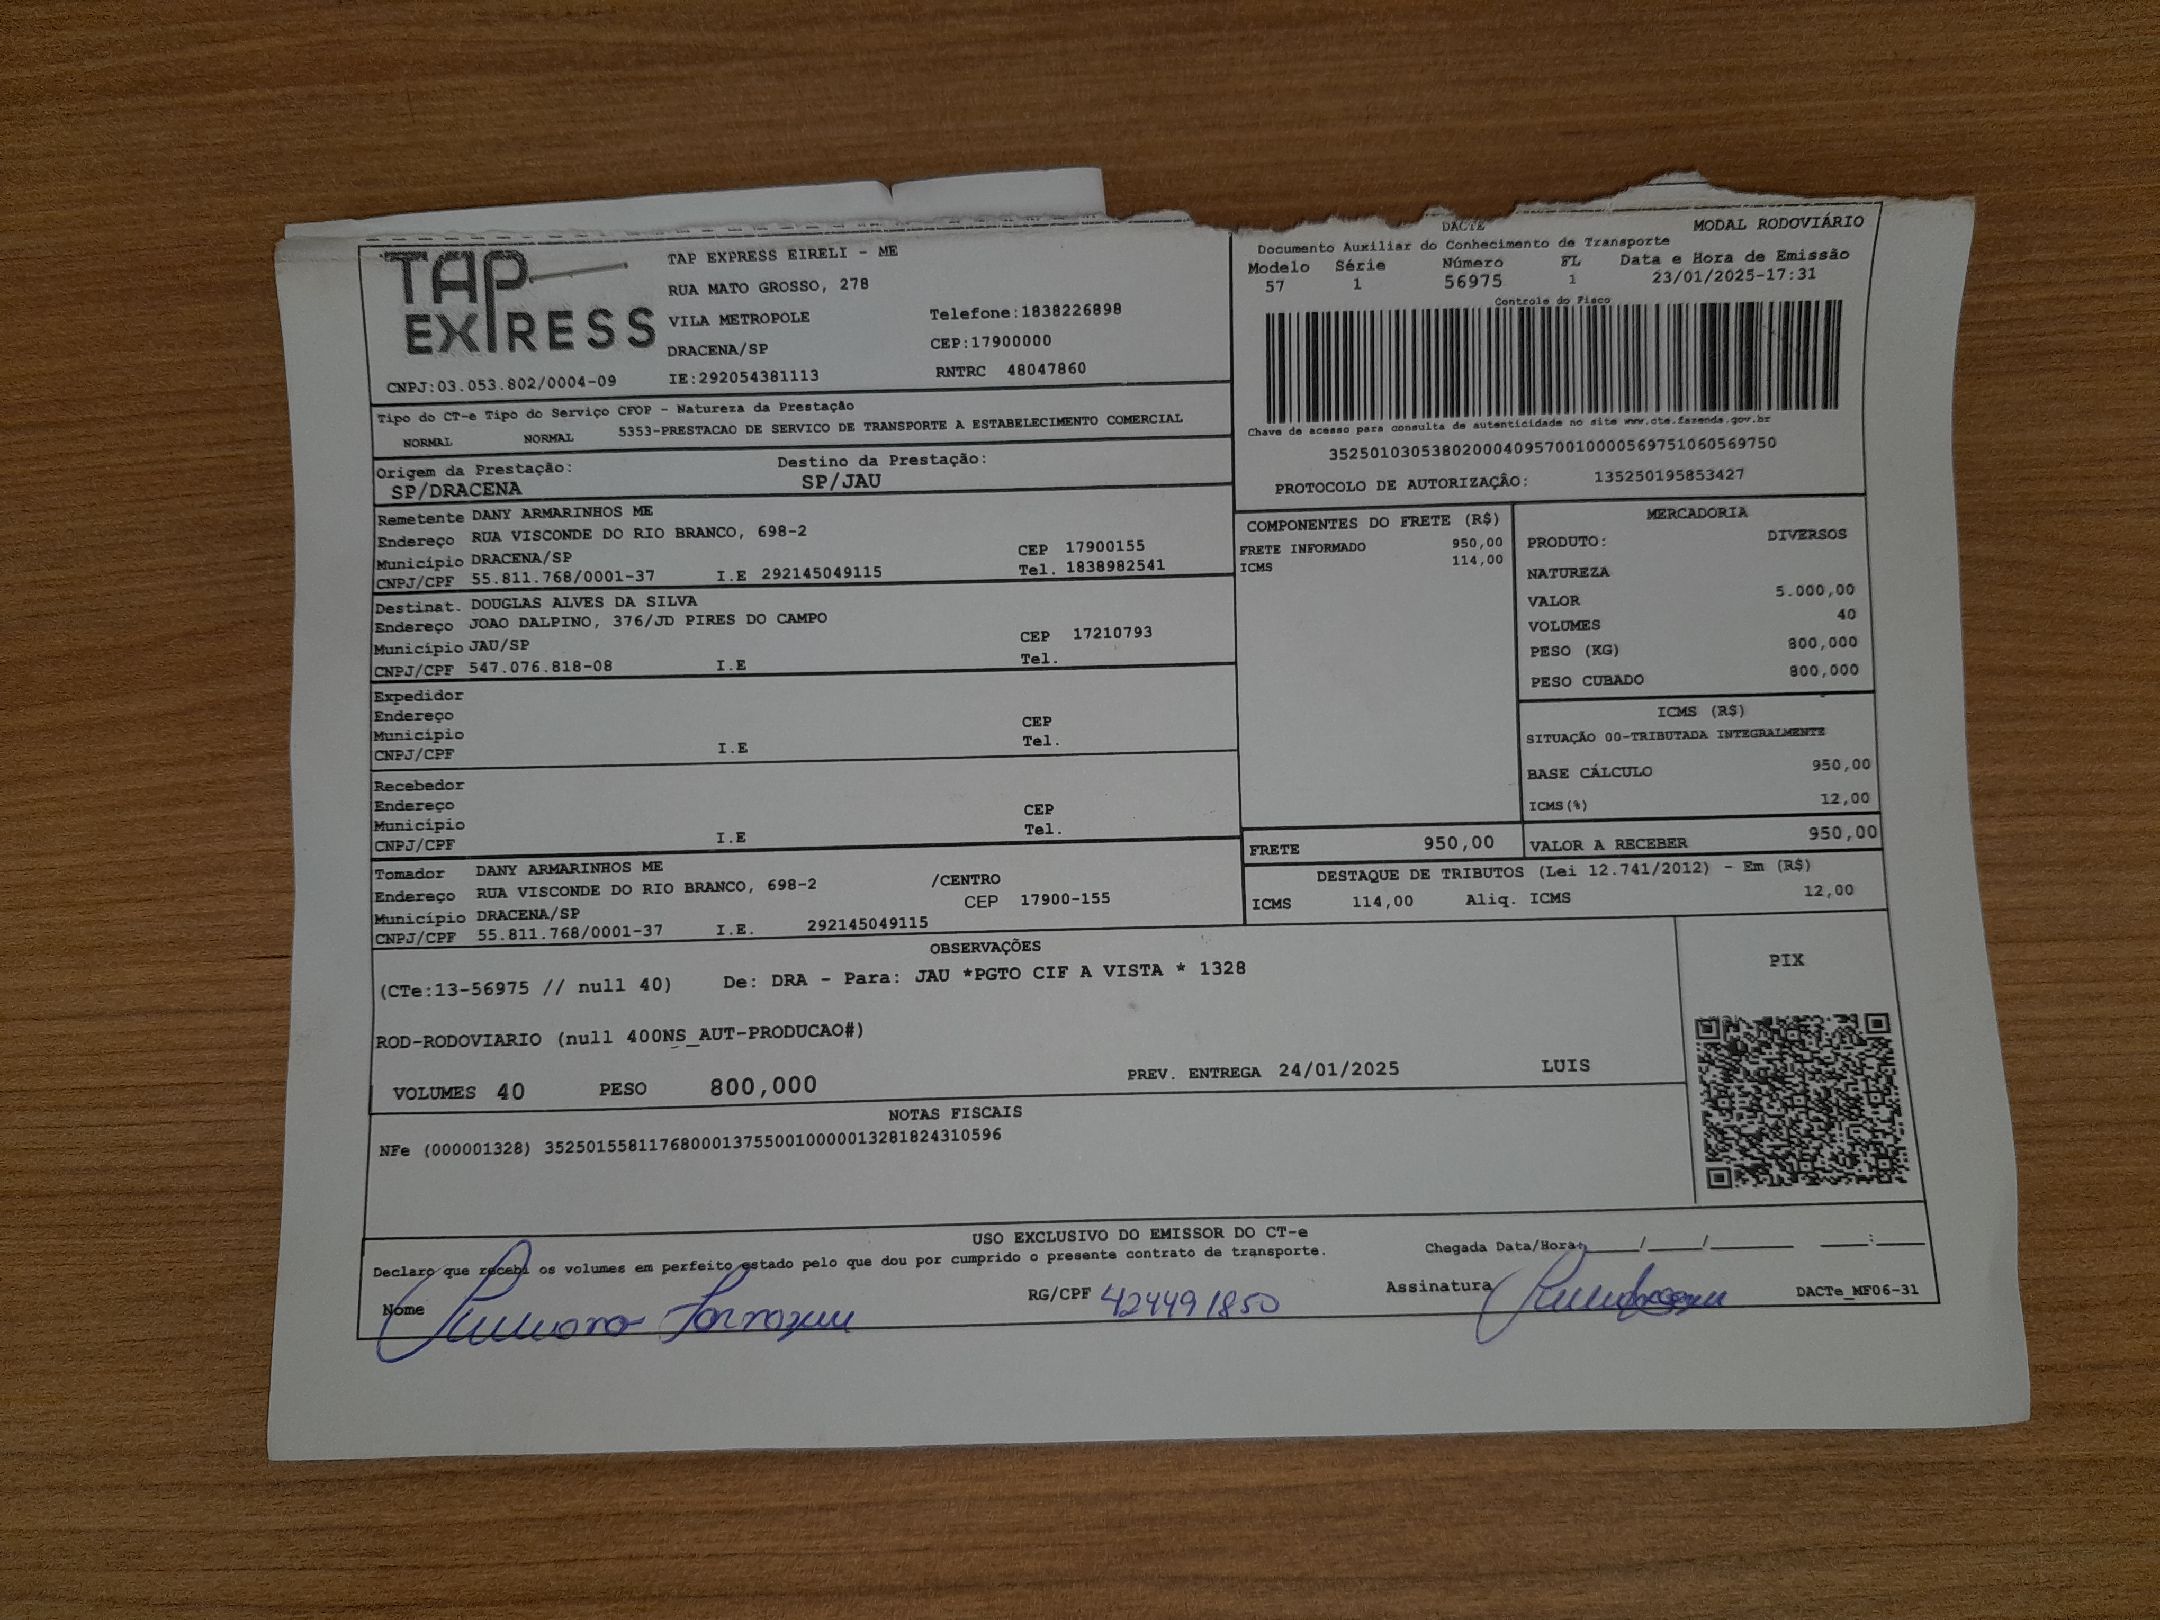 TAP EXPRESS
TAP EXPRESS EIRELI - ME
RUA MATO GROSSO, 278
VILA METROPOLE
Telefone:1838226898
DRACENA/SP
CEP:17900000
CNPJ:03.053.802/0004-09
IE:292054381113
RNTRC 48047860
DACTE
MODAL RODOVIÁRIO
Documento Auxiliar do Conhecimento de Transporte
Modelo Série Número FL Data e Hora de Emissão
57 1 56975 1 23/01/2025-17:31
Controle do Fisco
Chave de acesso para consulta de autenticidade no site www.cte.fazenda.gov.br
35250103053802000409570010000569751060569750
PROTOCOLO DE AUTORIZAÇÃO: 135250195853427
Tipo do CT-e Tipo do Serviço CFOP - Natureza da Prestação
NORMAL NORMAL 5353-PRESTACAO DE SERVICO DE TRANSPORTE A ESTABELECIMENTO COMERCIAL
Origem da Prestação: Destino da Prestação:
SP/DRACENA SP/JAU
Remetente DANY ARMARINHOS ME
Endereço RUA VISCONDE DO RIO BRANCO, 698-2
Município DRACENA/SP CEP 17900155
CNPJ/CPF 55.811.768/0001-37 I.E 292145049115 Tel. 1838982541
Destinat. DOUGLAS ALVES DA SILVA
Endereço JOAO DALPINO, 376/JD PIRES DO CAMPO
Município JAU/SP CEP 17210793
CNPJ/CPF 547.076.818-08 I.E Tel.
Expedidor
Endereço CEP
Município Tel.
CNPJ/CPF I.E
Recebedor
Endereço CEP
Município Tel.
CNPJ/CPF I.E
Tomador DANY ARMARINHOS ME
Endereço RUA VISCONDE DO RIO BRANCO, 698-2 /CENTRO
Município DRACENA/SP CEP 17900-155
CNPJ/CPF 55.811.768/0001-37 I.E. 292145049115
COMPONENTES DO FRETE (R$)
FRETE INFORMADO 950,00
ICMS 114,00
MERCADORIA
PRODUTO: DIVERSOS
NATUREZA
VALOR 5.000,00
VOLUMES 40
PESO (KG) 800,000
PESO CUBADO 800,000
ICMS (R$)
SITUAÇÃO 00-TRIBUTADA INTEGRALMENTE
BASE CÁLCULO 950,00
ICMS(%) 12,00
FRETE 950,00 VALOR A RECEBER 950,00
DESTAQUE DE TRIBUTOS (Lei 12.741/2012) - Em (R$)
ICMS 114,00 Aliq. ICMS 12,00
OBSERVAÇÕES
(CTe:13-56975 // null 40) De: DRA - Para: JAU *PGTO CIF A VISTA * 1328
ROD-RODOVIARIO (null 400NS_AUT-PRODUCAO#)
VOLUMES 40 PESO 800,000 PREV. ENTREGA 24/01/2025 LUIS
PIX
NOTAS FISCAIS
NFe (000001328) 35250155811768000137550010000013281824310596
USO EXCLUSIVO DO EMISSOR DO CT-e
Declaro que recebi os volumes em perfeito estado pelo que dou por cumprido o presente contrato de transporte.
Chegada Data/Hora: / / :
Nome RG/CPF 424491850 Assinatura DACTe_MF06-31